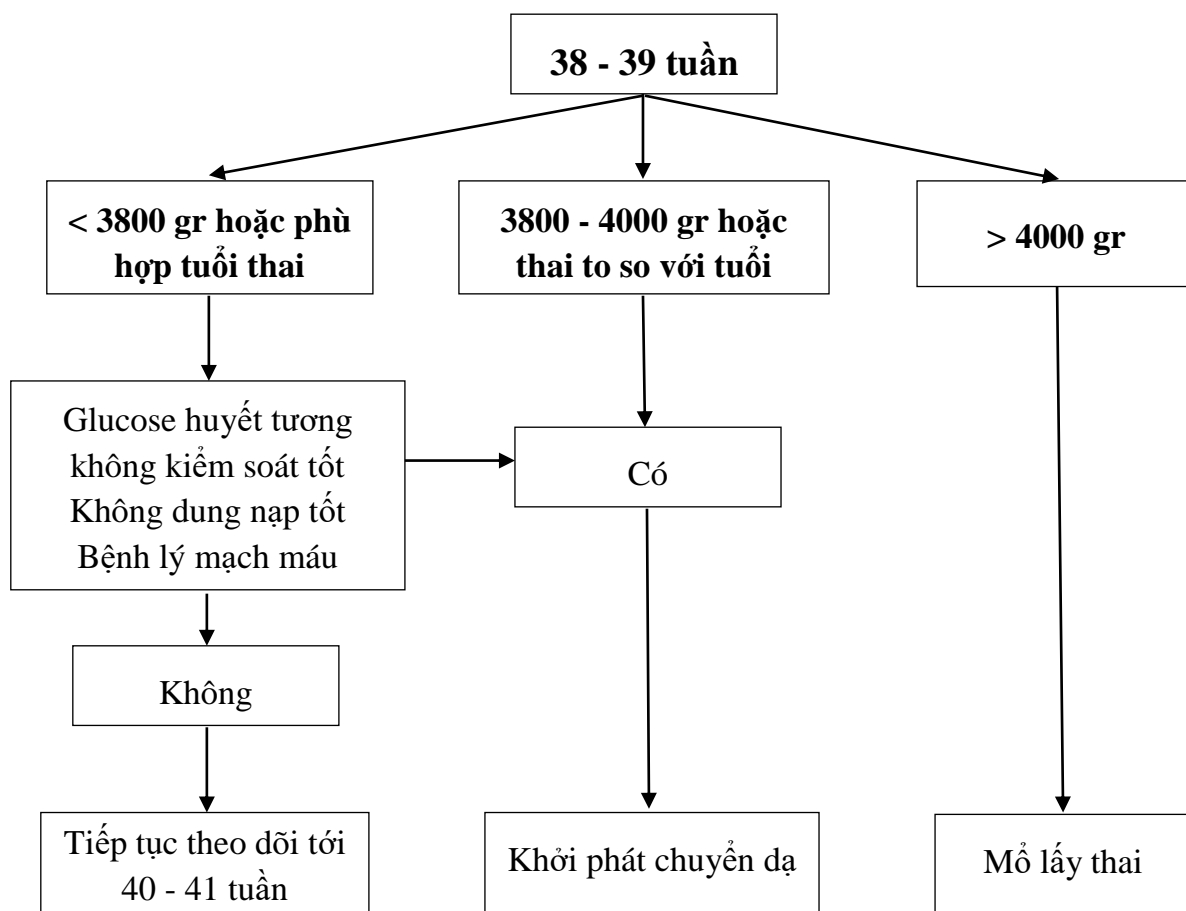 38 - 39 tuần
< 3800 gr hoặc phù
hợp tuổi thai
3800 - 4000 gr hoặc
thai to so với tuổi
> 4000 gr
Glucose huyết tương
không kiểm soát tốt
Không dung nạp tốt
Bệnh lý mạch máu
Có
Không
Tiếp tục theo dõi tới
40 - 41 tuần
Khởi phát chuyển dạ
Mổ lấy thai